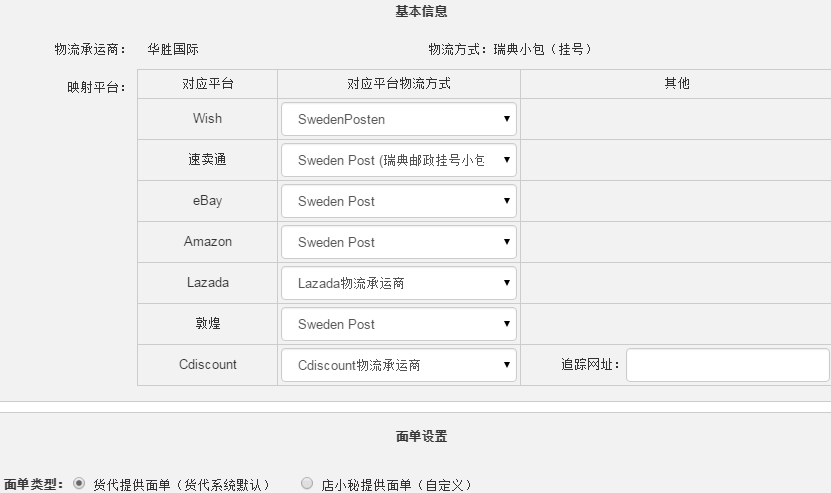 基本信息
物流承运商： 华胜国际 物流方式：瑞典小包（挂号）
映射平台： 对应平台 对应平台物流方式 其他
Wish SwedenPosten
速卖通 Sweden Post (瑞典邮政挂号小包
eBay Sweden Post
Amazon Sweden Post
Lazada Lazada物流承运商
敦煌 Sweden Post
Cdiscount Cdiscount物流承运商 追踪网址：
面单设置
面单类型： 货代提供面单（货代系统默认） 店小秘提供面单（自定义）